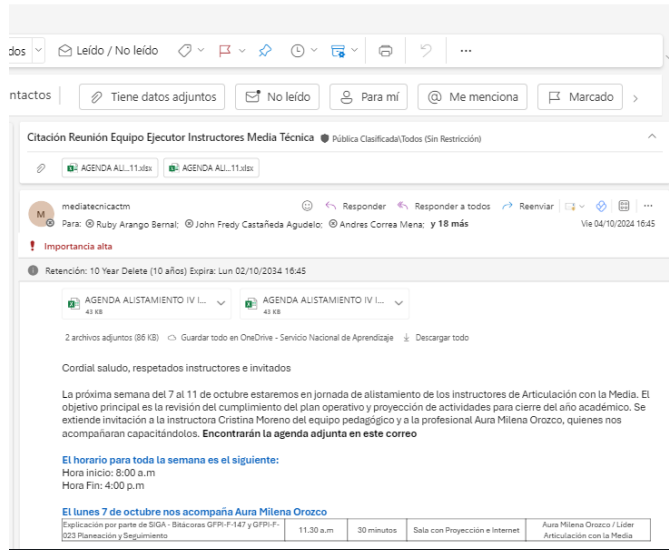 dos Leído / No leído
ntactos Tiene datos adjuntos No leído Para mí Me menciona Marcado
Citación Reunión Equipo Ejecutor Instructores Media Técnica Pública Clasificada\Todos (Sin Restricción)
AGENDA ALI...11.xlsx AGENDA ALI...11.xlsx
mediatecnicactm Responder Responder a todos Reenviar
M
Para: Ruby Arango Bernal; John Fredy Castañeda Agudelo; Andres Correa Mena; y 18 más Vie 04/10/2024 16:45
Importancia alta
Retención: 10 Year Delete (10 años) Expira: Lun 02/10/2034 16:45
AGENDA ALISTAMIENTO IV I... AGENDA ALISTAMIENTO IV I...
43 KB 43 KB
2 archivos adjuntos (86 KB) Guardar todo en OneDrive - Servicio Nacional de Aprendizaje Descargar todo
Cordial saludo, respetados instructores e invitados
La próxima semana del 7 al 11 de octubre estaremos en jornada de alistamiento de los instructores de Articulación con la Media. El
objetivo principal es la revisión del cumplimiento del plan operativo y proyección de actividades para cierre del año académico. Se
extiende invitación a la instructora Cristina Moreno del equipo pedagógico y a la profesional Aura Milena Orozco, quienes nos
acompañaran capacitándolos. Encontrarán la agenda adjunta en este correo
El horario para toda la semana es el siguiente:
Hora inicio: 8:00 a.m
Hora Fin: 4:00 p.m
El lunes 7 de octubre nos acompaña Aura Milena Orozco
Explicación por parte de SIGA - Bitácoras GFPI-F-147 y GFPI-F-
023 Planeación y Seguimiento
11.30 a.m
30 minutos
Sala con Proyección e Internet
Aura Milena Orozco / Líder
Articulación con la Media